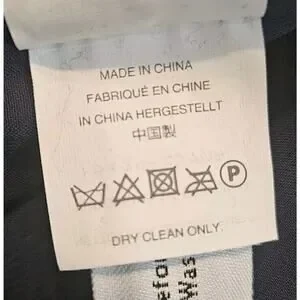 MADE IN CHINA
FABRIQUÉ EN CHINE
IN CHINA HERGESTELLT
中国製
P
DRY CLEAN ONLY